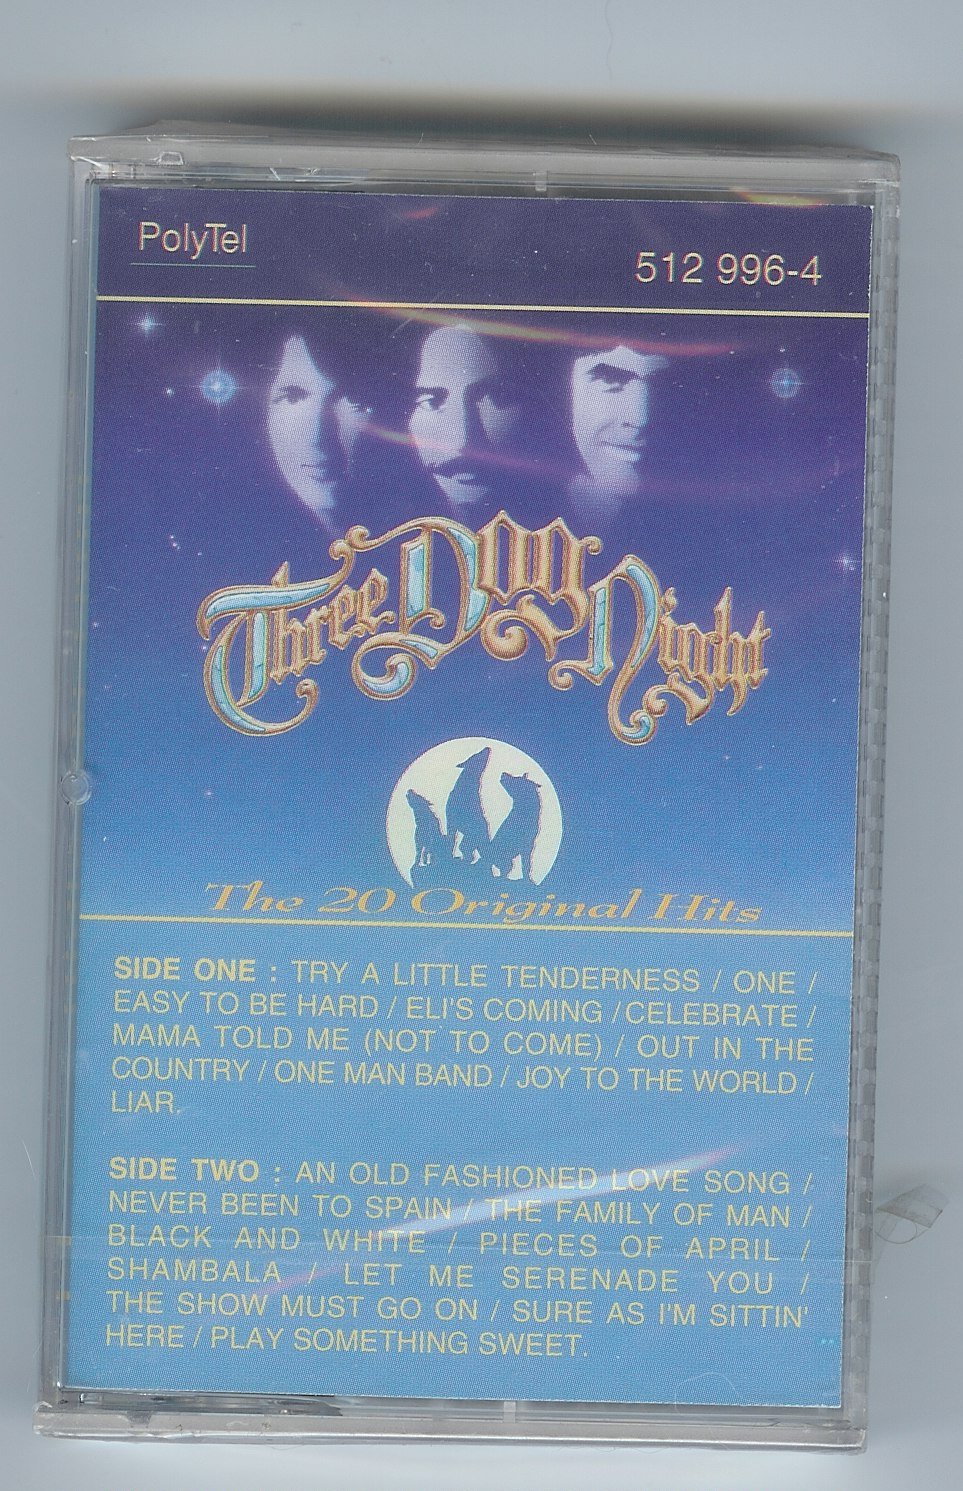 PolyTel
512 996-4
Three Dog Night
The 20 Original Hits
SIDE ONE : TRY A LITTLE TENDERNESS / ONE /
EASY TO BE HARD / ELI'S COMING / CELEBRATE /
MAMA TOLD ME (NOT TO COME) / OUT IN THE
COUNTRY / ONE MAN BAND / JOY TO THE WORLD /
LIAR.
SIDE TWO : AN OLD FASHIONED LOVE SONG /
NEVER BEEN TO SPAIN / THE FAMILY OF MAN /
BLACK AND WHITE / PIECES OF APRIL /
SHAMBALA / LET ME SERENADE YOU /
THE SHOW MUST GO ON / SURE AS I'M SITTIN'
HERE / PLAY SOMETHING SWEET.